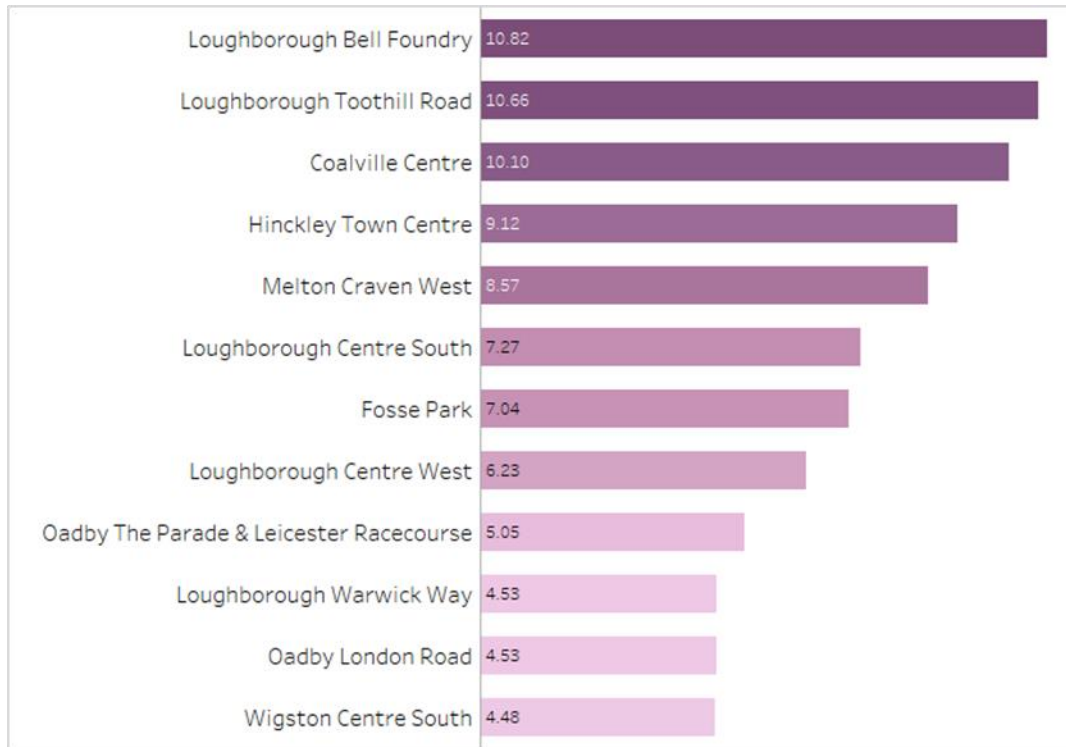 Loughborough Bell Foundry 10.82
Loughborough Toothill Road 10.66
Coalville Centre 10.10
Hinckley Town Centre 9.12
Melton Craven West 8.57
Loughborough Centre South 7.27
Fosse Park 7.04
Loughborough Centre West 6.23
Oadby The Parade & Leicester Racecourse 5.05
Loughborough Warwick Way 4.53
Oadby London Road 4.53
Wigston Centre South 4.48